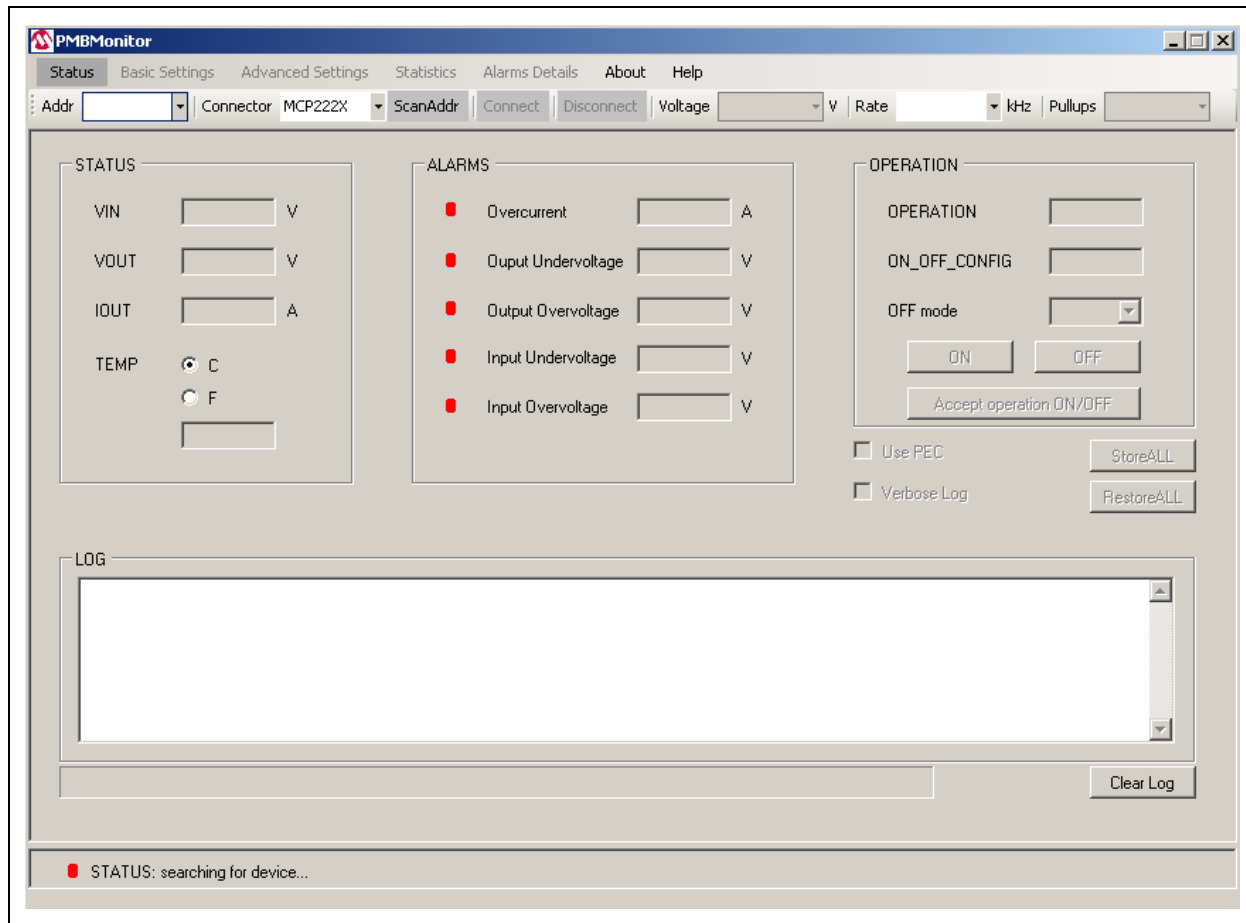 PMBMonitor
Status Basic Settings Advanced Settings Statistics Alarms Details About Help
Addr Connector MCP222X ScanAddr Connect Disconnect Voltage V Rate kHz Pullups
STATUS
VIN V
VOUT V
IOUT A
TEMP C
F
ALARMS
Overcurrent A
Ouput Undervoltage V
Output Overvoltage V
Input Undervoltage V
Input Overvoltage V
OPERATION
OPERATION
ON_OFF_CONFIG
OFF mode
ON OFF
Accept operation ON/OFF
Use PEC StoreALL
Verbose Log RestoreALL
LOG
Clear Log
STATUS: searching for device...